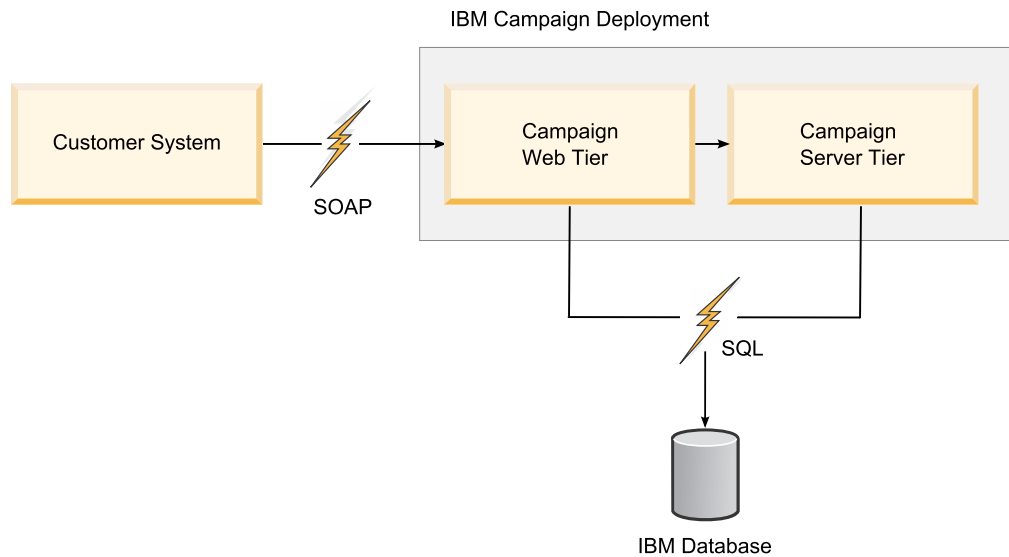 IBM Campaign Deployment
Customer System
SOAP
Campaign
Web Tier
Campaign
Server Tier
SQL
IBM Database